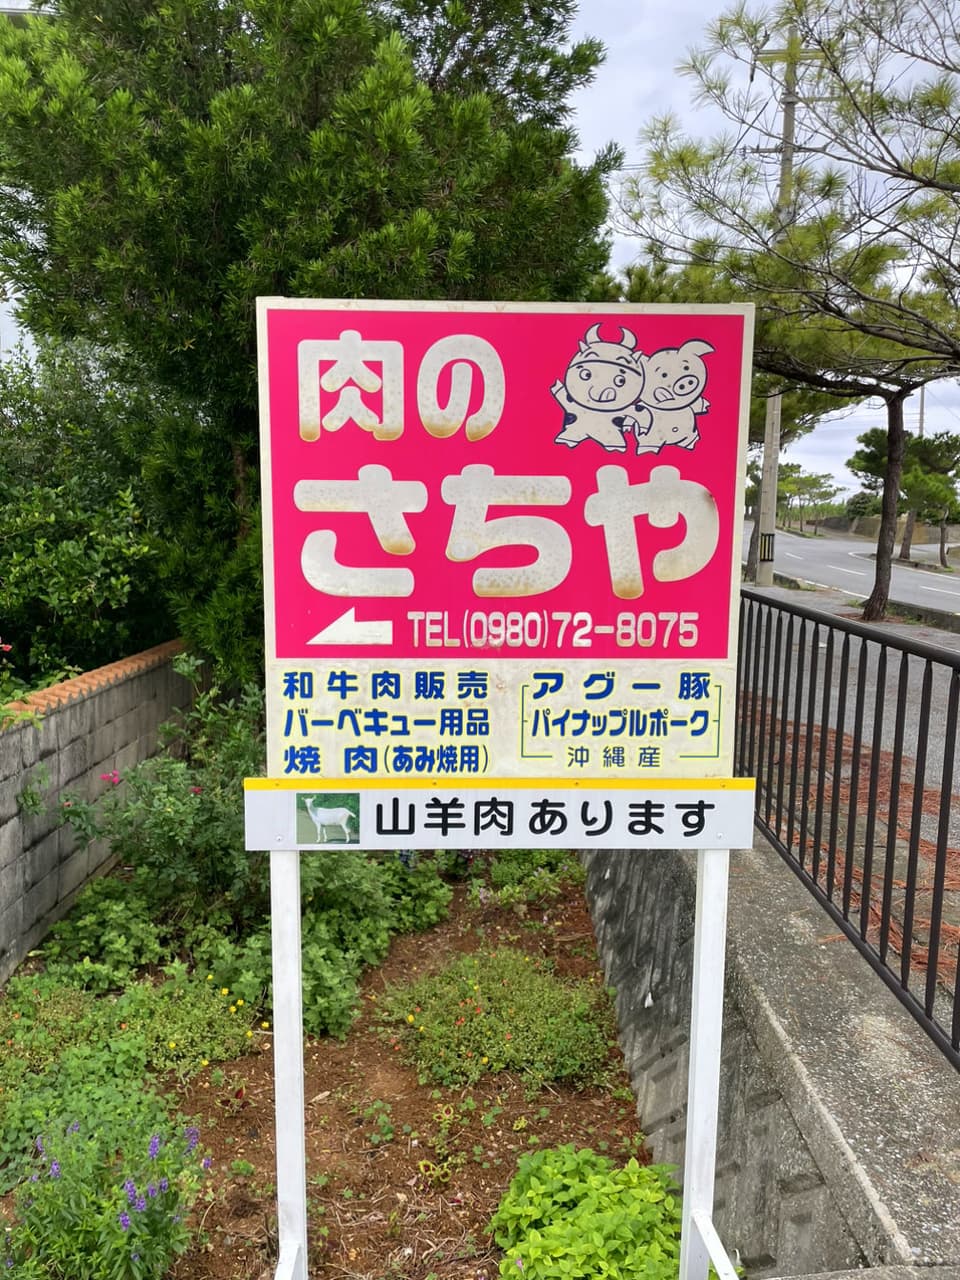 肉の
さちや
TEL(0980)72-8075
和牛肉販売
バーベキュー用品
焼肉(あみ焼用)
アグー豚
パイナップルポーク
沖縄産
山羊肉あります